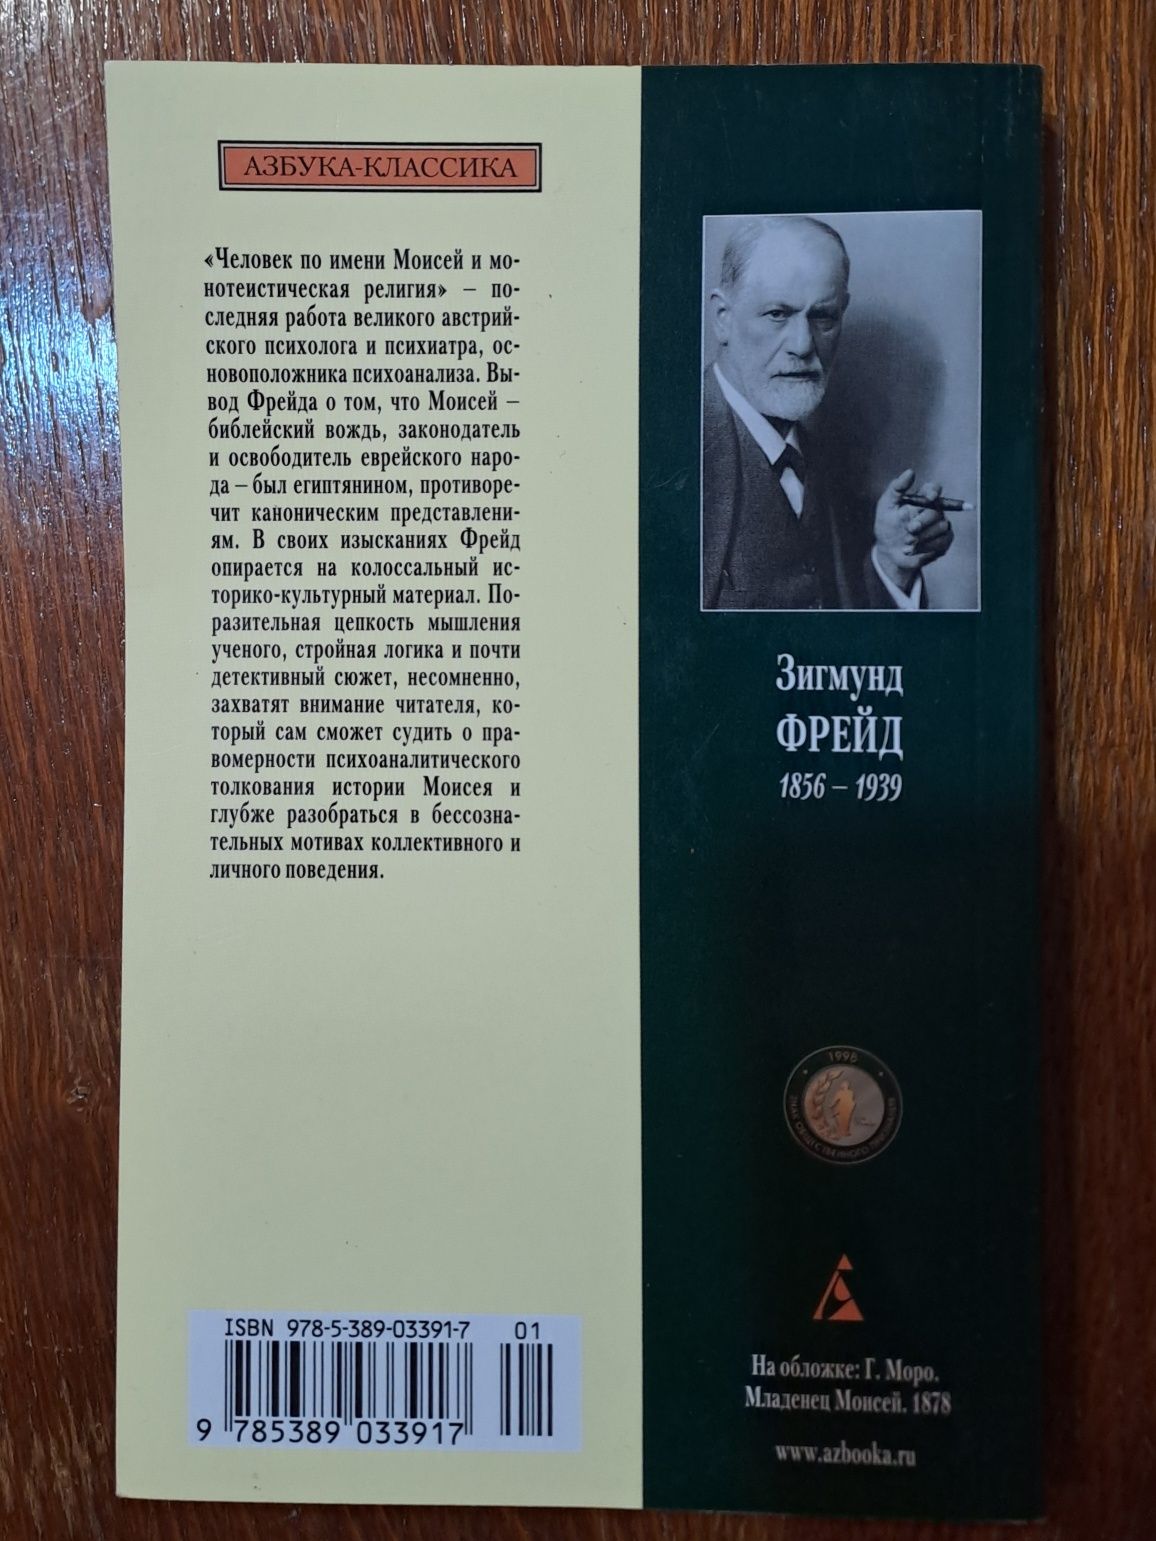 АЗБУКА-КЛАССИКА
«Человек по имени Моисей и мо-
нотеистическая религия» – по-
следняя работа великого австрий-
ского психолога и психиатра, ос-
новоположника психоанализа. Вы-
вод Фрейда о том, что Моисей –
библейский вождь, законодатель
и освободитель еврейского наро-
да – был египтянином, противоре-
чит каноническим представлени-
ям. В своих изысканиях Фрейд
опирается на колоссальный ис-
торико-культурный материал. По-
разительная цепкость мышления
ученого, стройная логика и почти
детективный сюжет, несомненно,
захватят внимание читателя, ко-
торый сам сможет судить о пра-
вомерности психоаналитического
толкования истории Моисея и
глубже разобраться в бессозна-
тельных мотивах коллективного и
личного поведения.
ISBN 978-5-389-03391-7 01
9 785389 033917
Зигмунд
ФРЕЙД
1856 – 1939
1998
ЗНАК ОБЩЕСТВЕННОГО
На обложке: Г. Моро.
Младенец Моисей. 1878
www.azbooka.ru